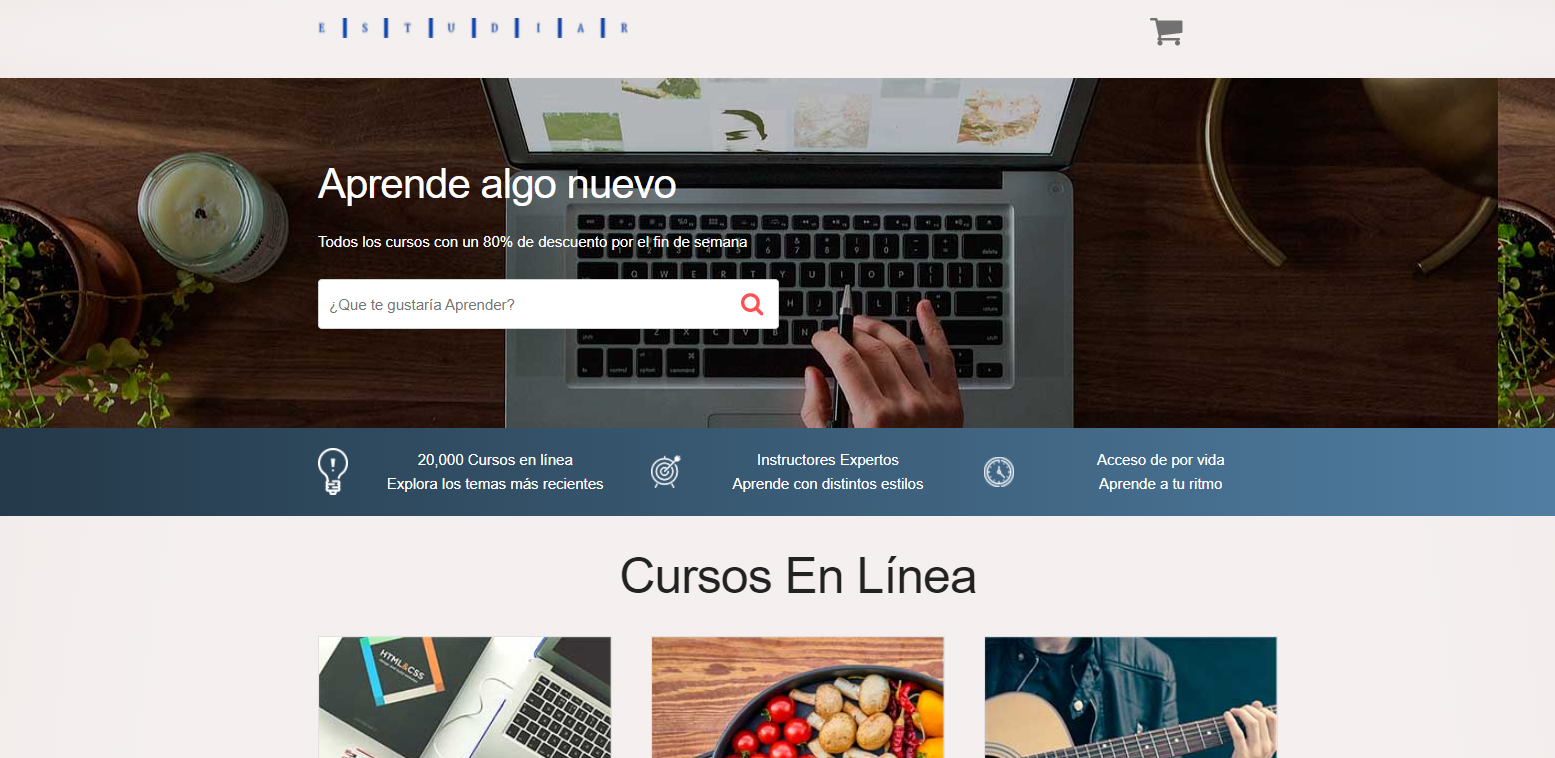 E | S | T | U | D | I | A | R
Aprende algo nuevo
Todos los cursos con un 80% de descuento por el fin de semana
¿Que te gustaría Aprender?
20,000 Cursos en línea
Explora los temas más recientes
Instructores Expertos
Aprende con distintos estilos
Acceso de por vida
Aprende a tu ritmo
Cursos En Línea
HTML&CSS